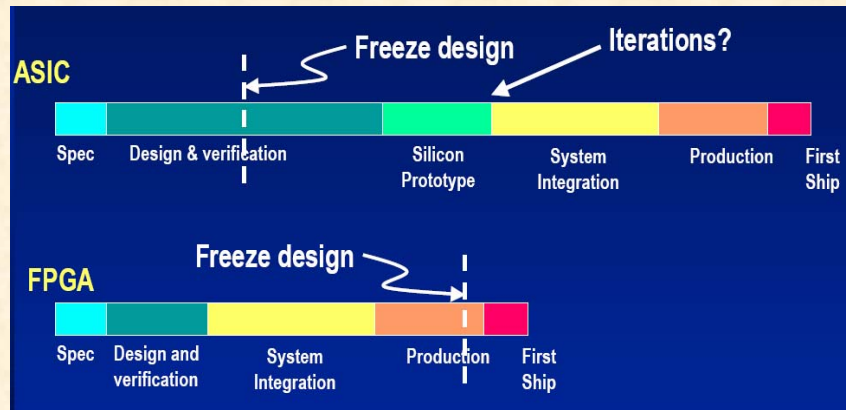 Freeze design
Iterations?
ASIC
Spec
Design & verification
Silicon
Prototype
System
Integration
Production
First
Ship
Freeze design
FPGA
Spec
Design and
verification
System
Integration
Production
First
Ship